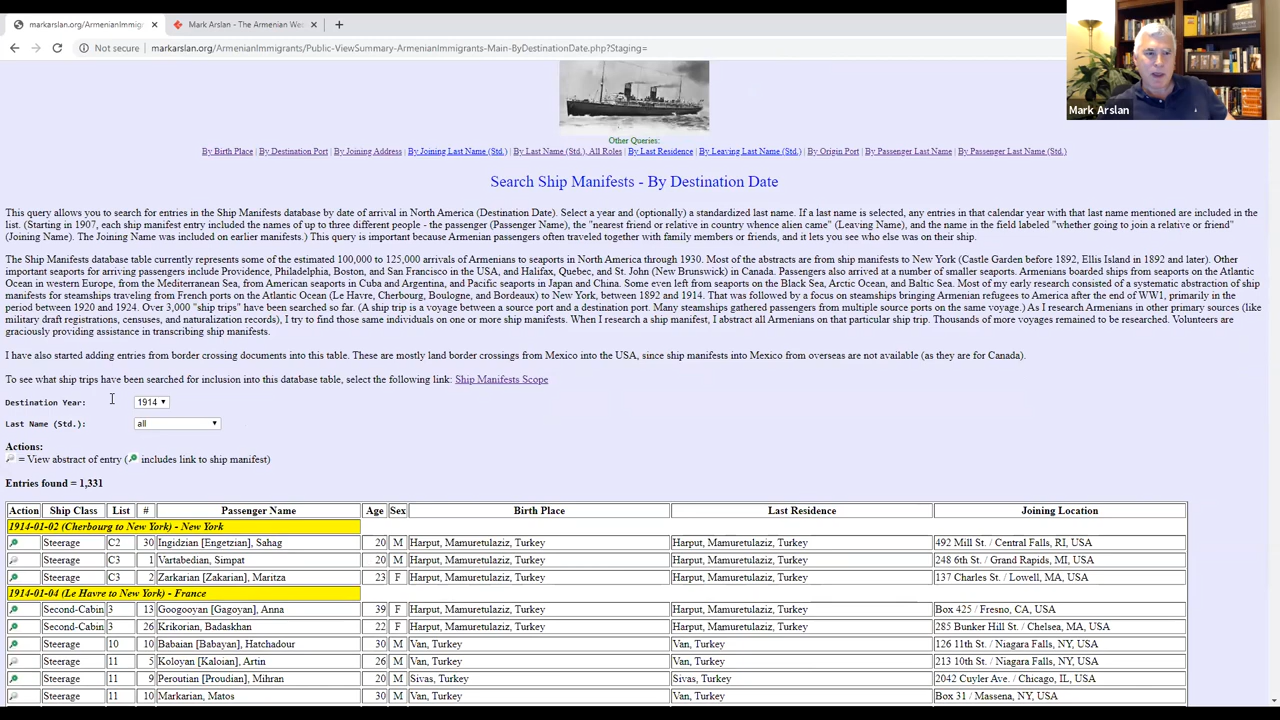 markarslan.org/ArmenianImmig
Mark Arslan - The Armenian We
Not secure
markarslan.org/ArmenianImmigrants/Public-ViewSummary-ArmenianImmigrants-Main-ByDestinationDate.php?Staging=
Mark Arslan
Other Queries:
By Birth Place | By Destination Port | By Joining Address | By Joining Last Name (Std.) | By Last Name (Std.), All Roles | By Last Residence | By Leaving Last Name (Std.) | By Origin Port | By Passenger Last Name | By Passenger Last Name (Std.)
Search Ship Manifests - By Destination Date
This query allows you to search for entries in the Ship Manifests database by date of arrival in North America (Destination Date). Select a year and (optionally) a standardized last name. If a last name is selected, any entries in that calendar year with that last name mentioned are included in the
list. (Starting in 1907, each ship manifest entry included the names of up to three different people - the passenger (Passenger Name), the "nearest friend or relative in country whence alien came" (Leaving Name), and the name in the field labeled "whether going to join a relative or friend"
(Joining Name). The Joining Name was included on earlier manifests.) This query is important because Armenian passengers often traveled together with family members or friends, and it lets you see who else was on their ship.
The Ship Manifests database table currently represents some of the estimated 100,000 to 125,000 arrivals of Armenians to seaports in North America through 1930. Most of the abstracts are from ship manifests to New York (Castle Garden before 1892, Ellis Island in 1892 and later). Other
important seaports for arriving passengers include Providence, Philadelphia, Boston, and San Francisco in the USA, and Halifax, Quebec, and St. John (New Brunswick) in Canada. Passengers also arrived at a number of smaller seaports. Armenians boarded ships from seaports on the Atlantic
Ocean in western Europe, from the Mediterranean Sea, from American seaports in Cuba and Argentina, and Pacific seaports in Japan and China. Some even left from seaports on the Black Sea, Arctic Ocean, and Baltic Sea. Most of my early research consisted of a systematic abstraction of ship
manifests for steamships traveling from French ports on the Atlantic Ocean (Le Havre, Cherbourg, Boulogne, and Bordeaux) to New York, between 1892 and 1914. That was followed by a focus on steamships bringing Armenian refugees to America after the end of WW1, primarily in the
period between 1920 and 1924. Over 3,000 "ship trips" have been searched so far. (A ship trip is a voyage between a source port and a destination port.) Many steamships gathered passengers from multiple source ports on the same voyage.) As I research Armenians in other primary sources (like
military draft registrations, censuses, and naturalization records), I try to find those same individuals on one or more ship manifests. When I research a ship manifest, I abstract all Armenians on that particular ship trip. Thousands of more voyages remained to be researched. Volunteers are
graciously providing assistance in transcribing ship manifests.
I have also started adding entries from border crossing documents into this table. These are mostly land border crossings from Mexico into the USA, since ship manifests into Mexico from overseas are not available (as they are for Canada).
To see what ship trips have been searched for inclusion into this database table, select the following link: Ship Manifests Scope
Destination Year: 1914
Last Name (Std.): all
Actions:
= View abstract of entry ( includes link to ship manifest)
Entries found = 1,331
Action Ship Class List # Passenger Name Age Sex Birth Place Last Residence Joining Location
1914-01-02 (Cherbourg to New York) - New York
Steerage C2 30 Ingidzian [Engetzian], Sahag 20 M Harput, Mamuretulaziz, Turkey Harput, Mamuretulaziz, Turkey 492 Mill St. / Central Falls, RI, USA
Steerage C3 1 Vartabedian, Simpat 20 M Harput, Mamuretulaziz, Turkey Harput, Mamuretulaziz, Turkey 248 6th St. / Grand Rapids, MI, USA
Steerage C3 2 Zarkarian [Zakarian], Maritza 23 F Harput, Mamuretulaziz, Turkey Harput, Mamuretulaziz, Turkey 137 Charles St. / Lowell, MA, USA
1914-01-04 (Le Havre to New York) - France
Second-Cabin 3 13 Googooyan [Gagoyan], Anna 39 F Harput, Mamuretulaziz, Turkey Harput, Mamuretulaziz, Turkey Box 425 / Fresno, CA, USA
Second-Cabin 3 26 Krikorian, Badaskhan 22 F Harput, Mamuretulaziz, Turkey Harput, Mamuretulaziz, Turkey 285 Bunker Hill St. / Chelsea, MA, USA
Steerage 10 10 Babaian [Babayan], Hatchadour 30 M Van, Turkey Van, Turkey 126 11th St. / Niagara Falls, NY, USA
Steerage 11 5 Koloyan [Kaloian], Artin 26 M Van, Turkey Van, Turkey 213 10th St. / Niagara Falls, NY, USA
Steerage 11 9 Peroutian [Proudian], Mihran 20 M Sivas, Turkey Sivas, Turkey 2042 Cuyler Ave. / Chicago, IL, USA
Steerage 11 10 Markarian, Matos 30 M Van, Turkey Van, Turkey Box 31 / Massena, NY, USA